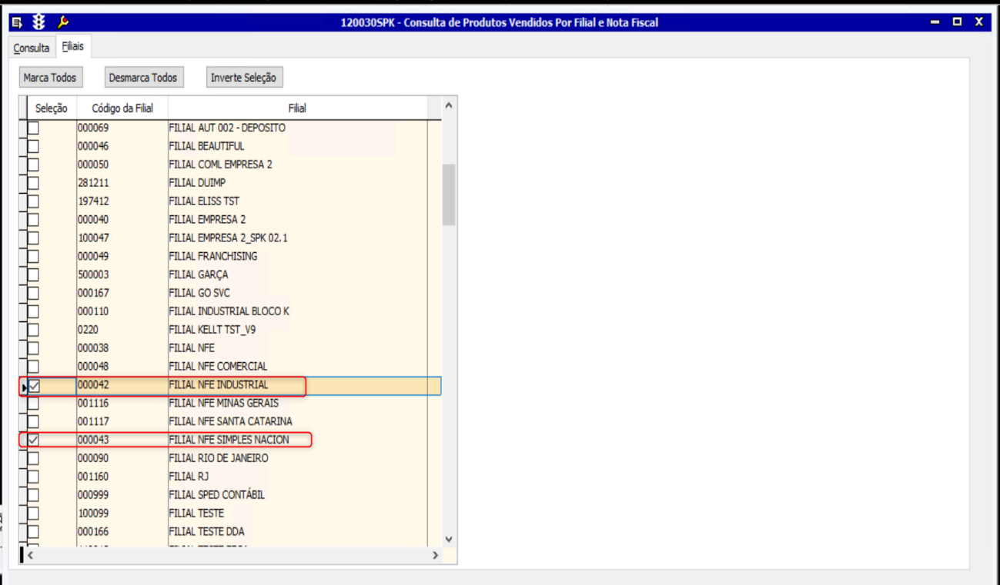 120030SPK - Consulta de Produtos Vendidos Por Filial e Nota Fiscal
Consulta Filiais
Marca Todos Desmarca Todos Inverte Seleção
Seleção Código da Filial Filial
000069 FILIAL AUT 002 - DEPOSITO
000046 FILIAL BEAUTIFUL
000050 FILIAL COML EMPRESA 2
281211 FILIAL DUIMP
197412 FILIAL ELISS TST
000040 FILIAL EMPRESA 2
100047 FILIAL EMPRESA 2_SPK 02.1
000049 FILIAL FRANCHISING
500003 FILIAL GARÇA
000167 FILIAL GO SVC
000110 FILIAL INDUSTRIAL BLOCO K
0220 FILIAL KELLT TST_V9
000038 FILIAL NFE
000048 FILIAL NFE COMERCIAL
000042 FILIAL NFE INDUSTRIAL
001116 FILIAL NFE MINAS GERAIS
001117 FILIAL NFE SANTA CATARINA
000043 FILIAL NFE SIMPLES NACION
000090 FILIAL RIO DE JANEIRO
001160 FILIAL RJ
000999 FILIAL SPED CONTÁBIL
100099 FILIAL TESTE
000166 FILIAL TESTE DDA